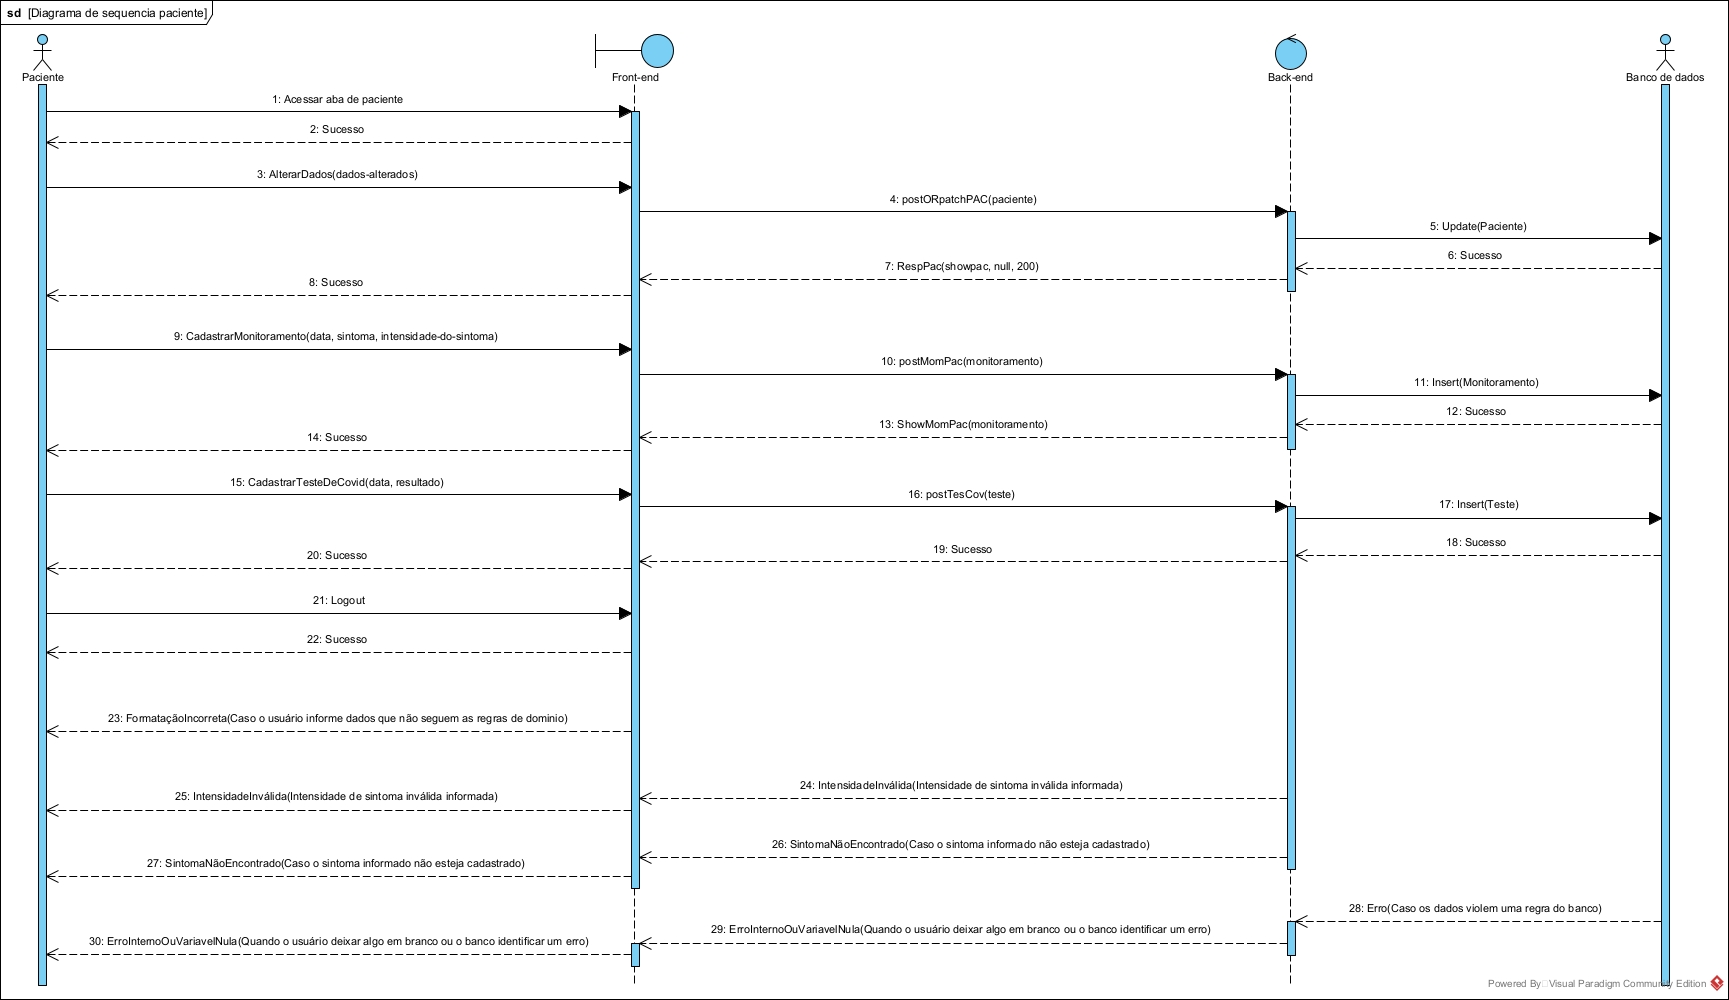 sd [Diagrama de sequencia paciente]
Paciente
Front-end
Back-end
Banco de dados
1: Acessar aba de paciente
2: Sucesso
3: AlterarDados(dados-alterados)
4: postORpatchPAC(paciente)
5: Update(Paciente)
6: Sucesso
7: RespPac(showpac, null, 200)
8: Sucesso
9: CadastrarMonitoramento(data, sintoma, intensidade-do-sintoma)
10: postMomPac(monitoramento)
11: Insert(Monitoramento)
12: Sucesso
13: ShowMomPac(monitoramento)
14: Sucesso
15: CadastrarTesteDeCovid(data, resultado)
16: postTesCov(teste)
17: Insert(Teste)
18: Sucesso
19: Sucesso
20: Sucesso
21: Logout
22: Sucesso
23: FormataçãoIncorreta(Caso o usuário informe dados que não seguem as regras de dominio)
24: IntensidadeInválida(Intensidade de sintoma inválida informada)
25: IntensidadeInválida(Intensidade de sintoma inválida informada)
26: SintomaNãoEncontrado(Caso o sintoma informado não esteja cadastrado)
27: SintomaNãoEncontrado(Caso o sintoma informado não esteja cadastrado)
28: Erro(Caso os dados violem uma regra do banco)
29: ErroInternoOuVariavelNula(Quando o usuário deixar algo em branco ou o banco identificar um erro)
30: ErroInternoOuVariavelNula(Quando o usuário deixar algo em branco ou o banco identificar um erro)
Powered By Visual Paradigm Community Edition